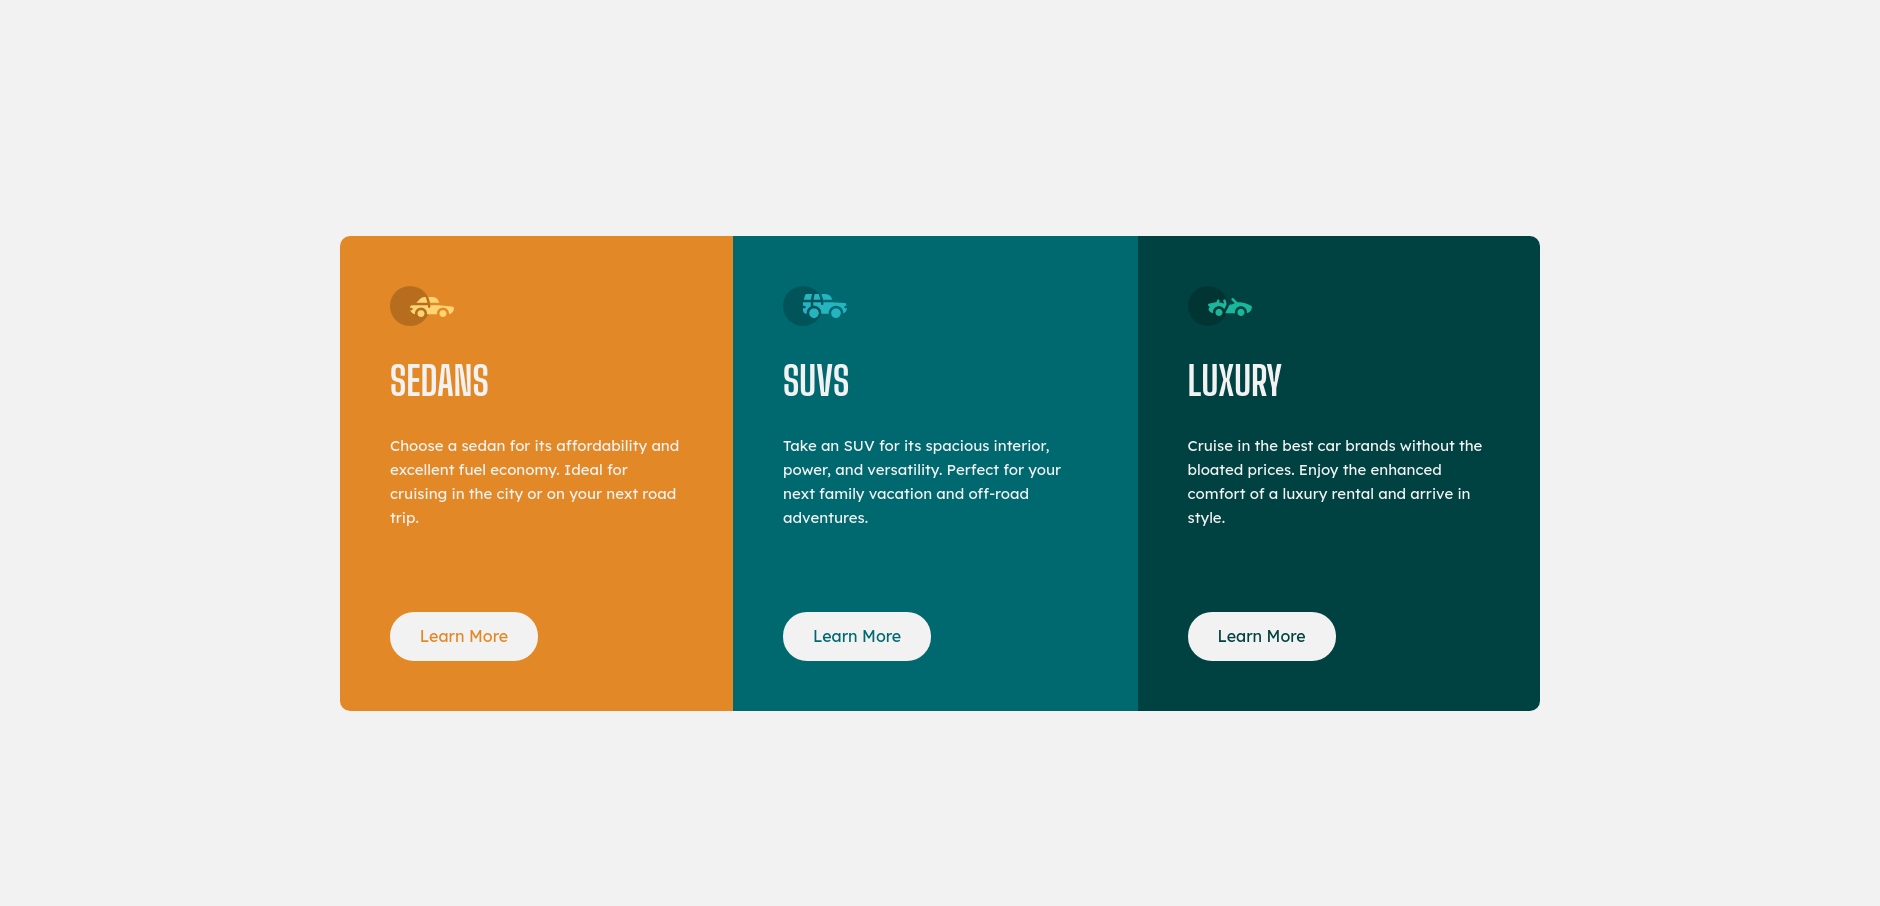 SEDANS
Choose a sedan for its affordability and
excellent fuel economy. Ideal for
cruising in the city or on your next road
trip.
Learn More
SUVS
Take an SUV for its spacious interior,
power, and versatility. Perfect for your
next family vacation and off-road
adventures.
Learn More
LUXURY
Cruise in the best car brands without the
bloated prices. Enjoy the enhanced
comfort of a luxury rental and arrive in
style.
Learn More